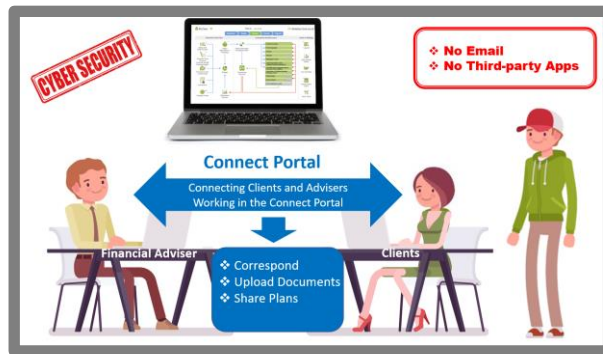 CYBER SECURITY
❖ No Email
❖ No Third-party Apps
Connect Portal
Connecting Clients and Advisers
Working in the Connect Portal
Financial Adviser
Clients
❖ Correspond
❖ Upload Documents
❖ Share Plans